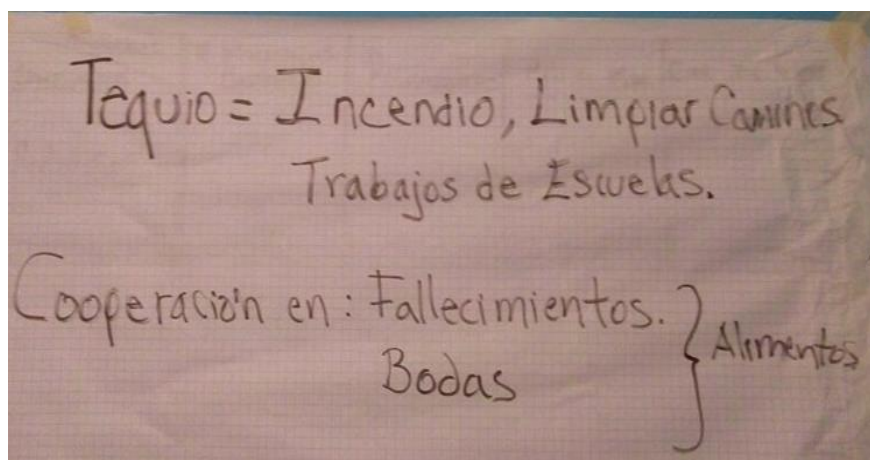 Tequio = Incendio, Limpiar Caminos
Trabajos de Escuelas.
Cooperación en: Fallecimientos.
Bodas } Alimentos